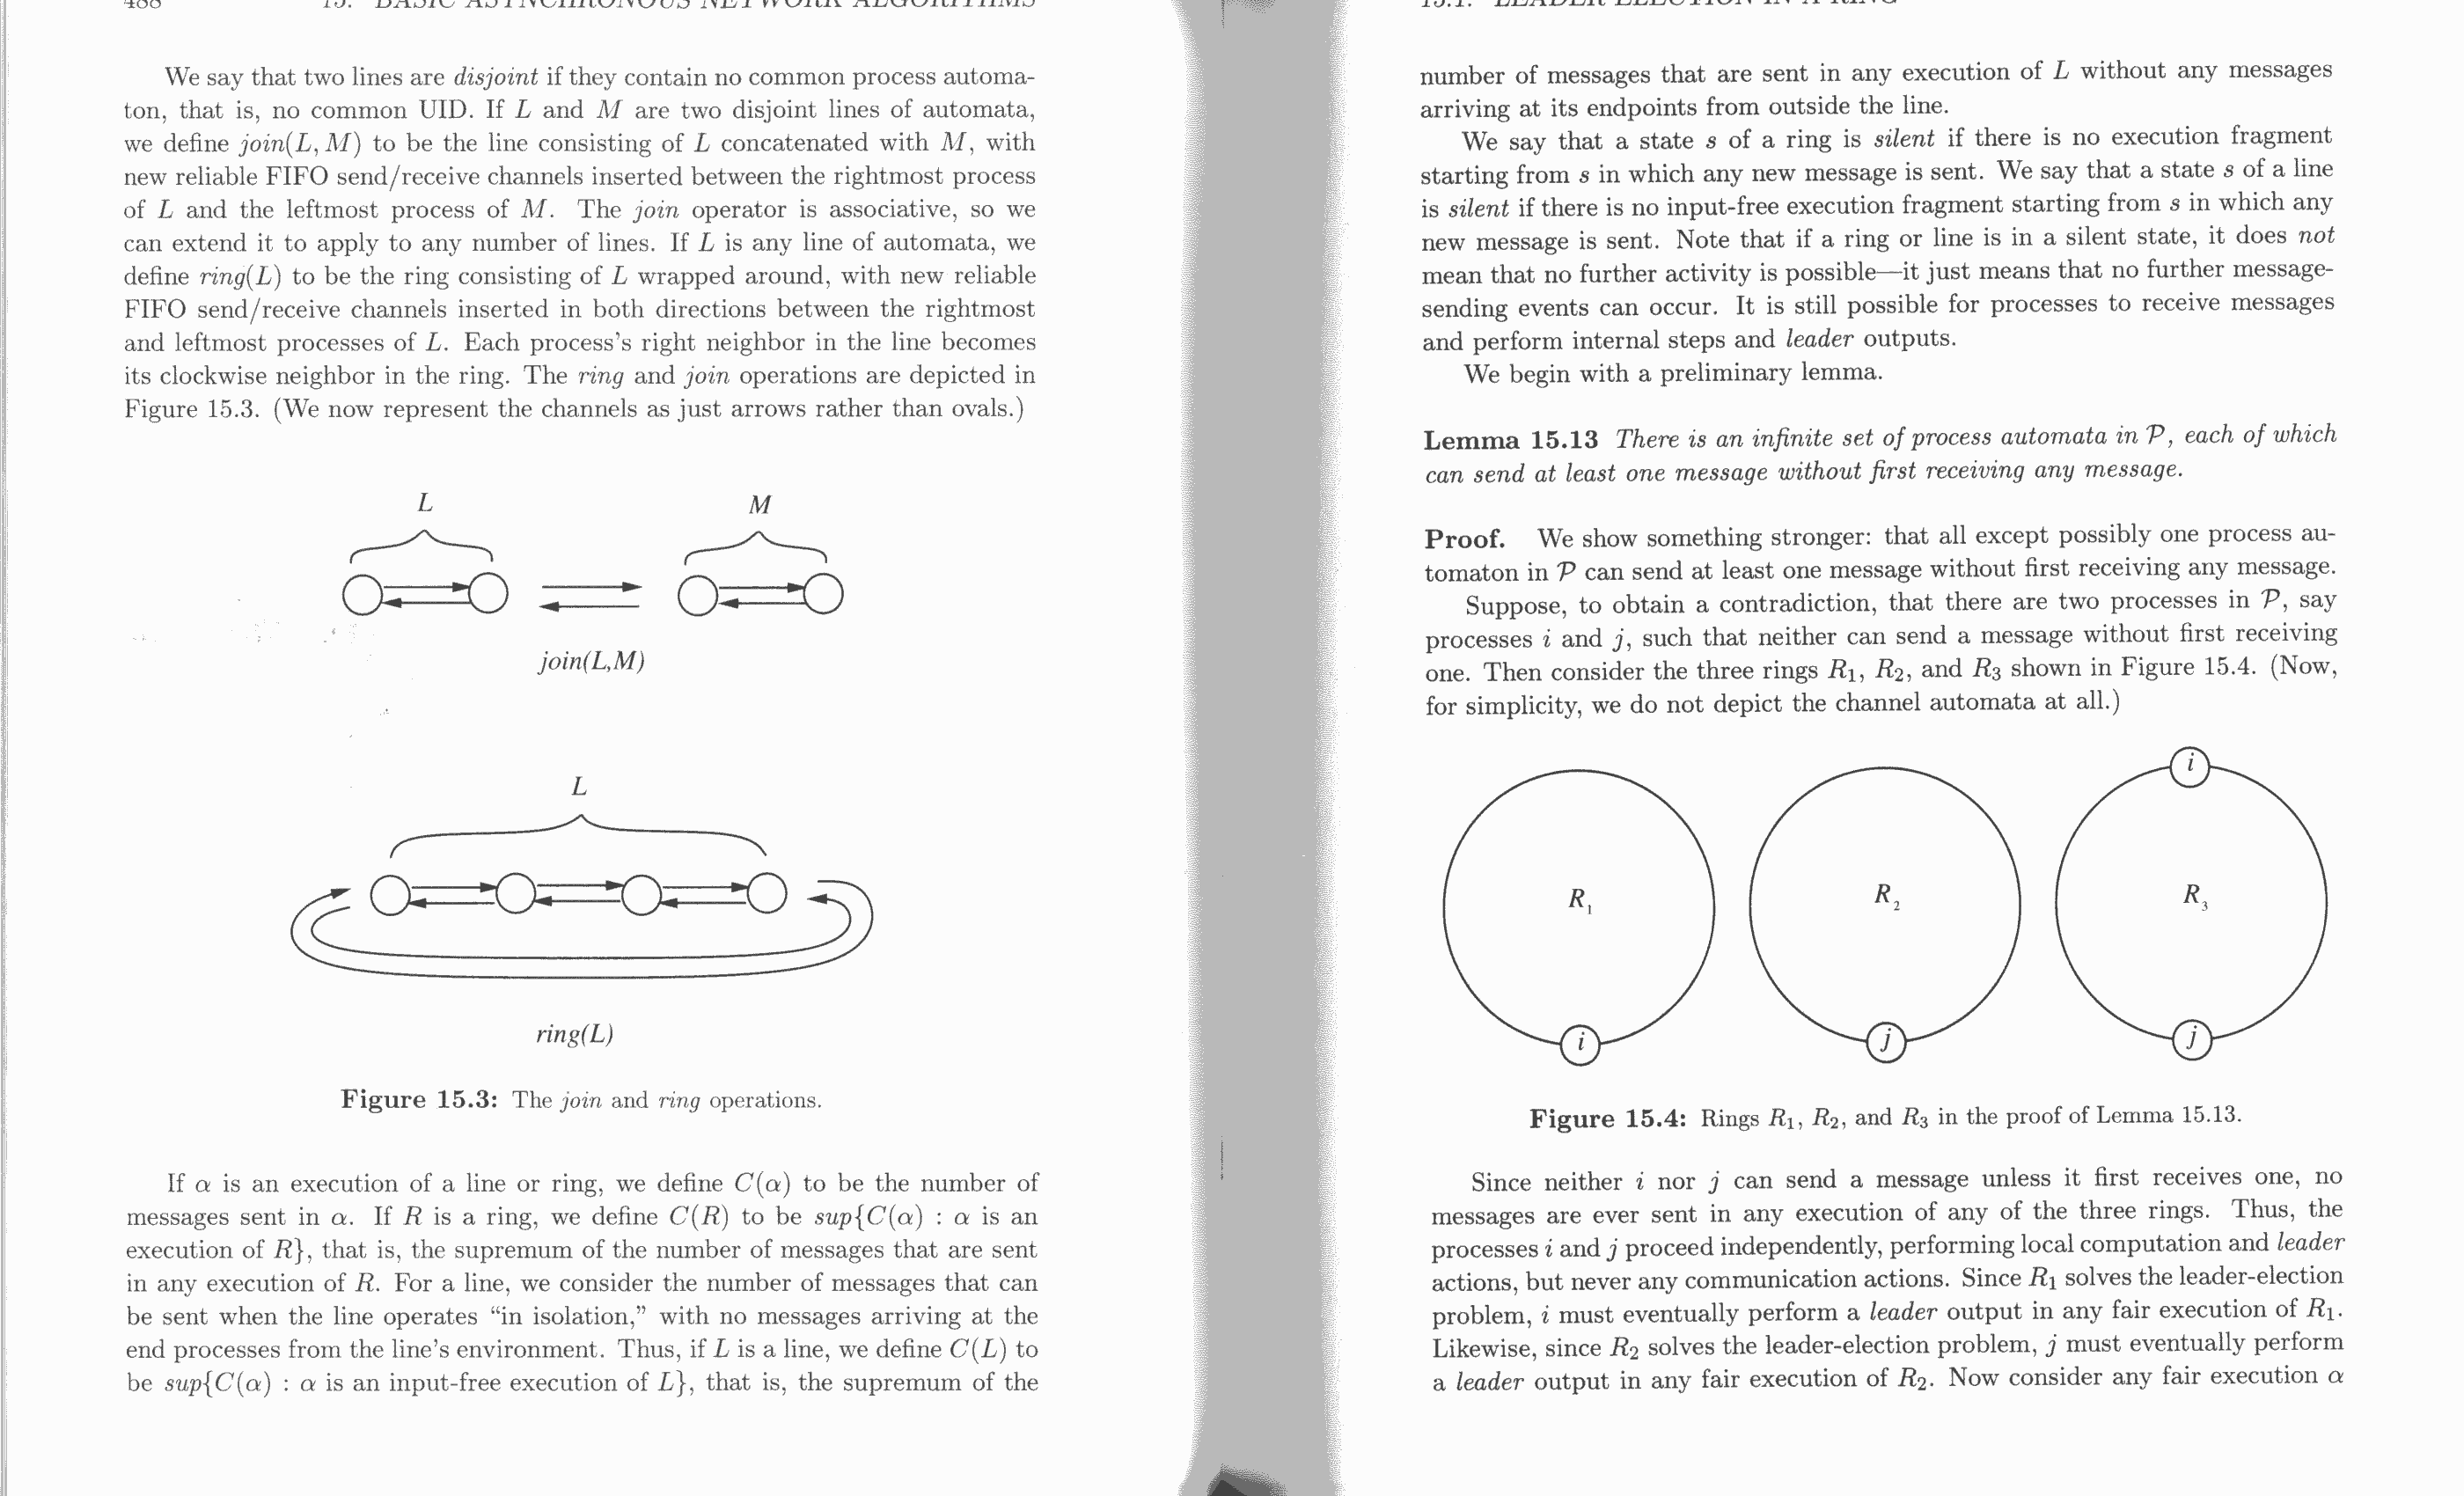 488 15. BASIC ASYNCHRONOUS NETWORK ALGORITHMS
We say that two lines are disjoint if they contain no common process automa-
ton, that is, no common UID. If L and M are two disjoint lines of automata,
we define join(L, M) to be the line consisting of L concatenated with M, with
new reliable FIFO send/receive channels inserted between the rightmost process
of L and the leftmost process of M. The join operator is associative, so we
can extend it to apply to any number of lines. If L is any line of automata, we
define ring(L) to be the ring consisting of L wrapped around, with new reliable
FIFO send/receive channels inserted in both directions between the rightmost
and leftmost processes of L. Each process's right neighbor in the line becomes
its clockwise neighbor in the ring. The ring and join operations are depicted in
Figure 15.3. (We now represent the channels as just arrows rather than ovals.)
L M
join(L,M)
L
ring(L)
Figure 15.3: The join and ring operations.
If α is an execution of a line or ring, we define C(α) to be the number of
messages sent in α. If R is a ring, we define C(R) to be sup{C(α) : α is an
execution of R}, that is, the supremum of the number of messages that are sent
in any execution of R. For a line, we consider the number of messages that can
be sent when the line operates “in isolation,” with no messages arriving at the
end processes from the line's environment. Thus, if L is a line, we define C(L) to
be sup{C(α) : α is an input-free execution of L}, that is, the supremum of the
15.1. LEADER ELECTION IN A RING
number of messages that are sent in any execution of L without any messages
arriving at its endpoints from outside the line.
We say that a state s of a ring is silent if there is no execution fragment
starting from s in which any new message is sent. We say that a state s of a line
is silent if there is no input-free execution fragment starting from s in which any
new message is sent. Note that if a ring or line is in a silent state, it does not
mean that no further activity is possible—it just means that no further message-
sending events can occur. It is still possible for processes to receive messages
and perform internal steps and leader outputs.
We begin with a preliminary lemma.
Lemma 15.13 There is an infinite set of process automata in P, each of which
can send at least one message without first receiving any message.
Proof. We show something stronger: that all except possibly one process au-
tomaton in P can send at least one message without first receiving any message.
Suppose, to obtain a contradiction, that there are two processes in P, say
processes i and j, such that neither can send a message without first receiving
one. Then consider the three rings R₁, R₂, and R₃ shown in Figure 15.4. (Now,
for simplicity, we do not depict the channel automata at all.)
i
R₁ R₂ R₃
i j j
Figure 15.4: Rings R₁, R₂, and R₃ in the proof of Lemma 15.13.
Since neither i nor j can send a message unless it first receives one, no
messages are ever sent in any execution of any of the three rings. Thus, the
processes i and j proceed independently, performing local computation and leader
actions, but never any communication actions. Since R₁ solves the leader-election
problem, i must eventually perform a leader output in any fair execution of R₁.
Likewise, since R₂ solves the leader-election problem, j must eventually perform
a leader output in any fair execution of R₂. Now consider any fair execution α